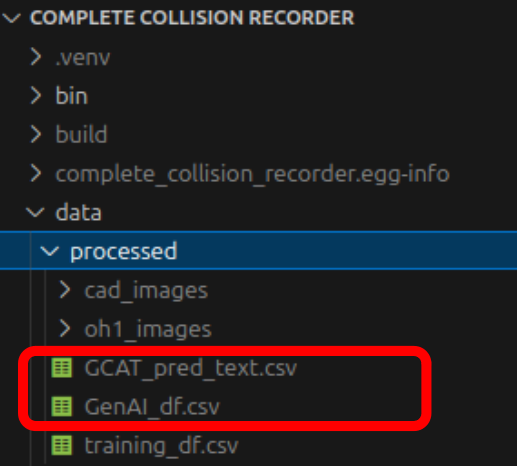 COMPLETE COLLISION RECORDER
.venv
bin
build
complete_collision_recorder.egg-info
data
processed
cad_images
oh1_images
GCAT_pred_text.csv
GenAI_df.csv
training_df.csv